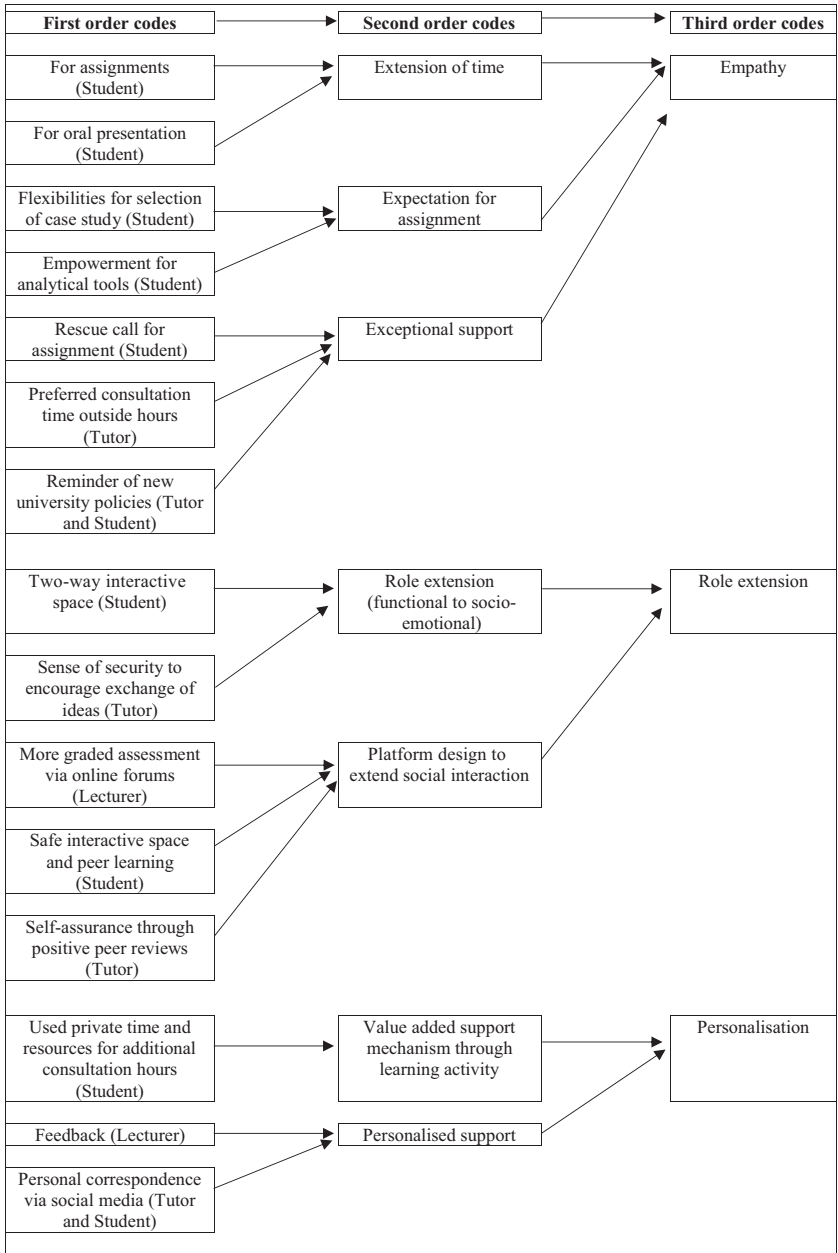 First order codes
Second order codes
Third order codes
For assignments
(Student)
Extension of time
Empathy
For oral presentation
(Student)
Flexibilities for selection
of case study (Student)
Expectation for
assignment
Empowerment for
analytical tools (Student)
Rescue call for
assignment (Student)
Exceptional support
Preferred consultation
time outside hours
(Tutor)
Reminder of new
university policies (Tutor
and Student)
Two-way interactive
space (Student)
Role extension
(functional to socio-
emotional)
Role extension
Sense of security to
encourage exchange of
ideas (Tutor)
More graded assessment
via online forums
(Lecturer)
Platform design to
extend social interaction
Safe interactive space
and peer learning
(Student)
Self-assurance through
positive peer reviews
(Tutor)
Used private time and
resources for additional
consultation hours
(Student)
Value added support
mechanism through
learning activity
Personalisation
Feedback (Lecturer)
Personalised support
Personal correspondence
via social media (Tutor
and Student)